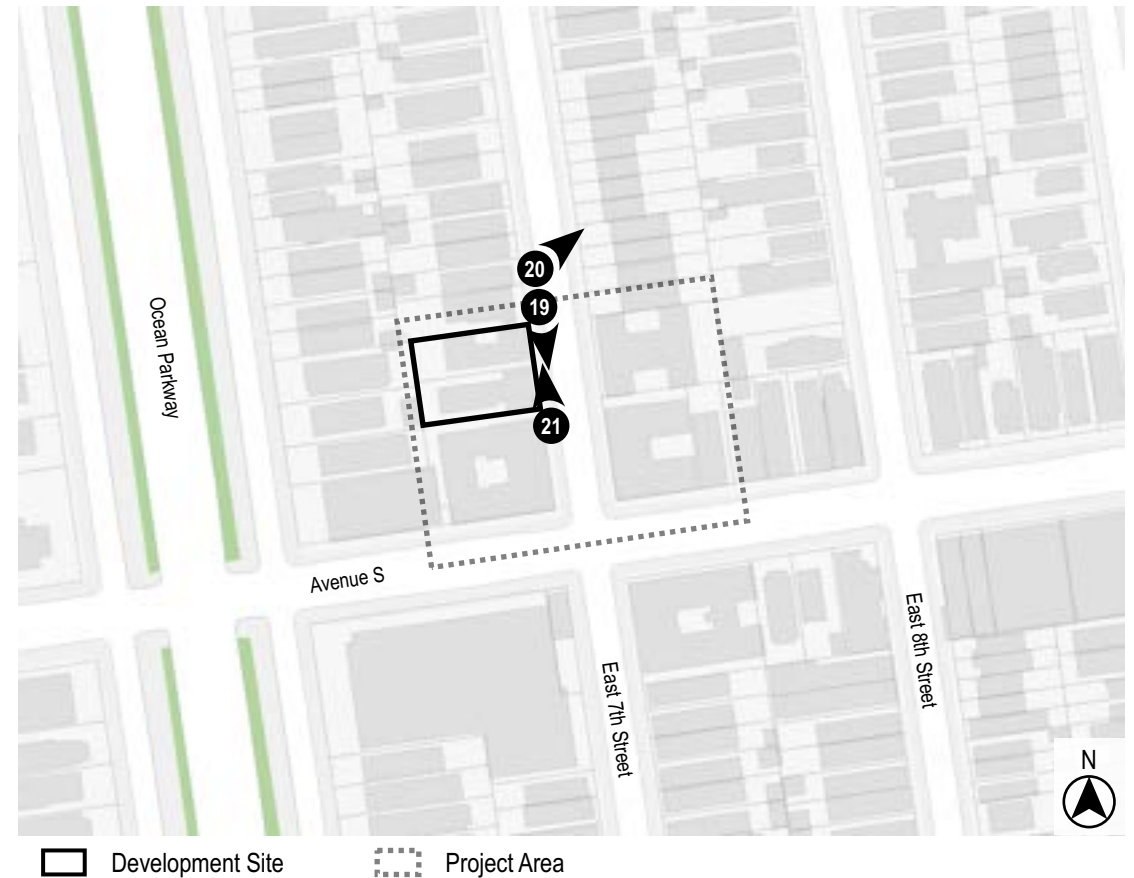 20
19
Ocean Parkway
21
Avenue S
East 7th Street
East 8th Street
N
Development Site
Project Area